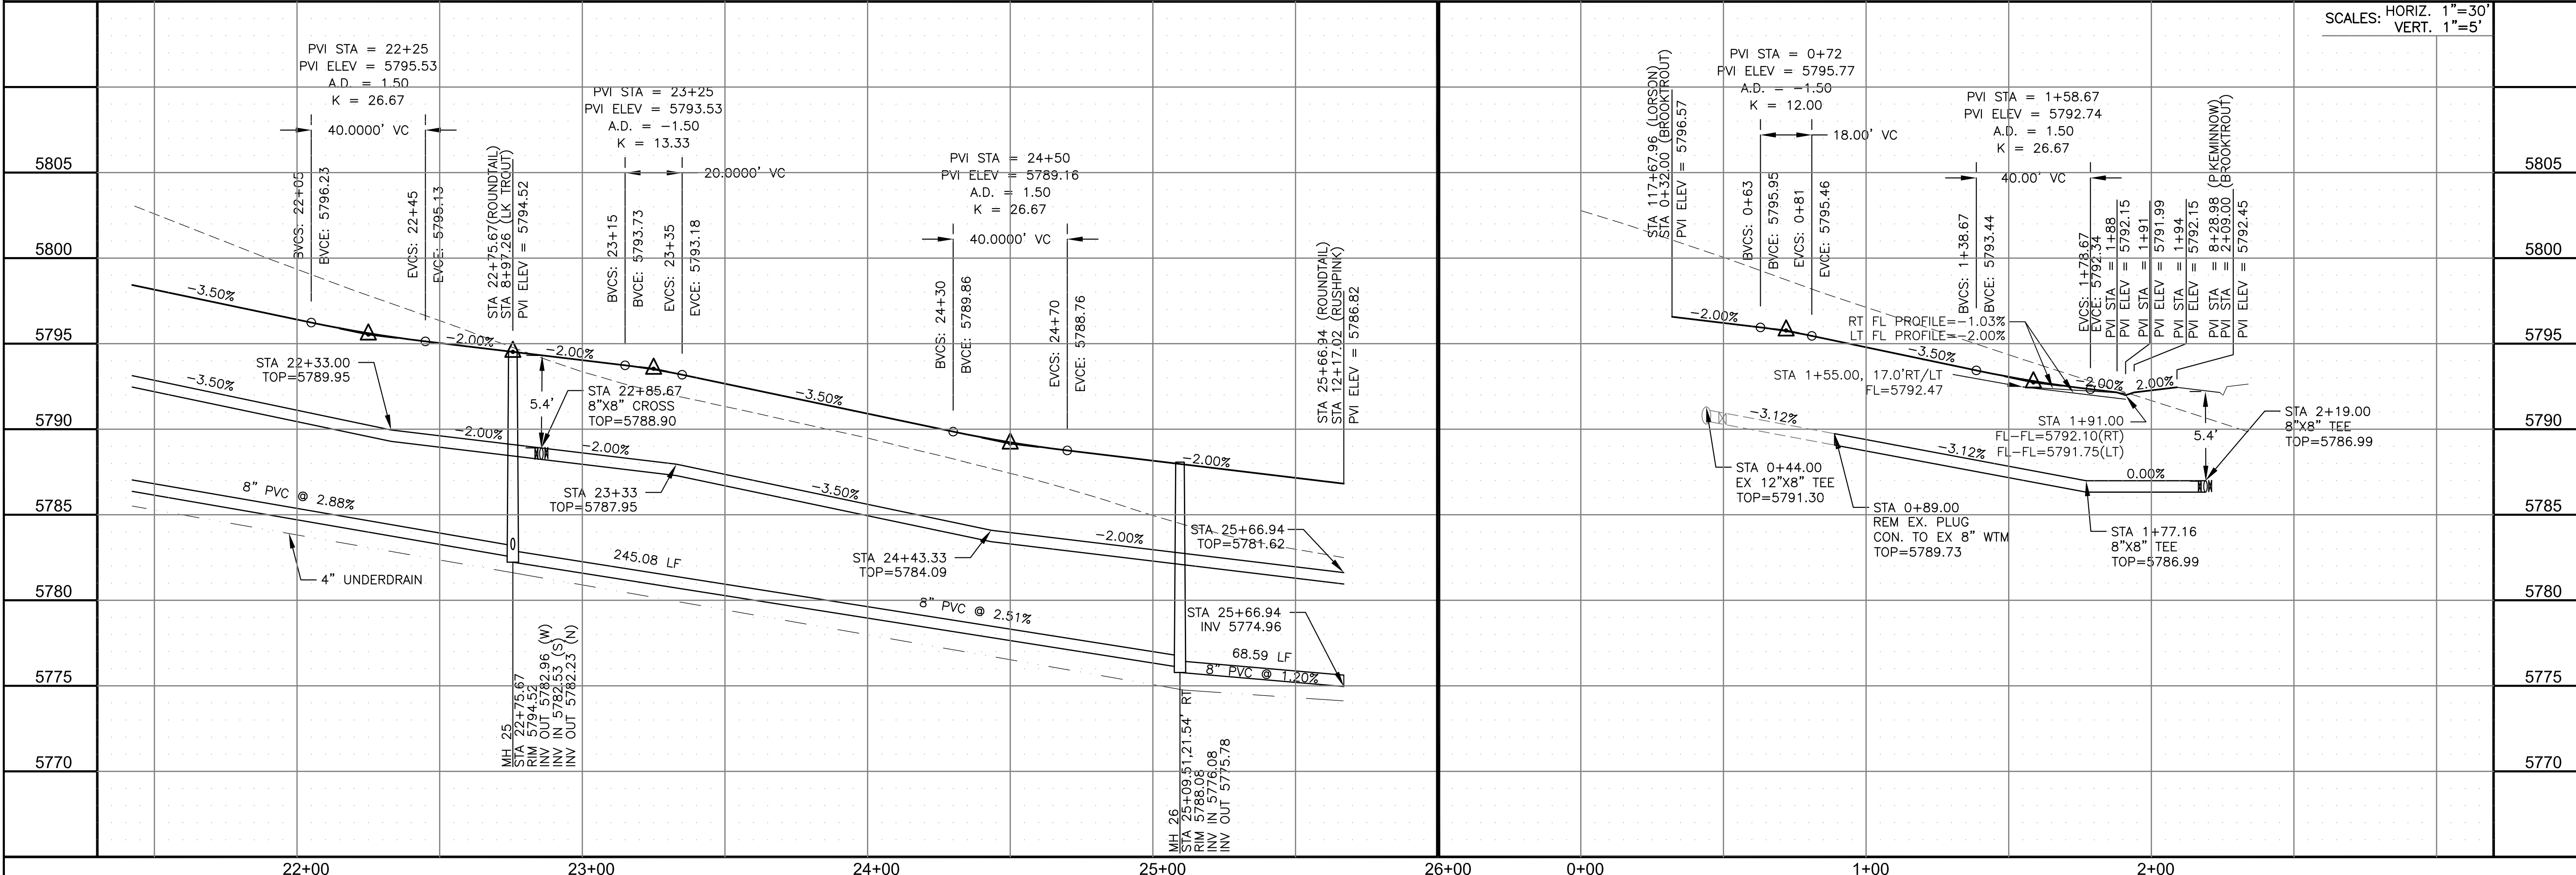 SCALES: HORIZ. 1"=30'
VERT. 1"=5'
PVI STA = 22+25
PVI ELEV = 5795.53
A.D. = 1.50
K = 26.67
40.0000' VC
BVCS: 22+05
BVCE: 5796.23
EVCS: 22+45
EVCE: 5795.13
STA 22+75.67(ROUNDTAIL)
STA 8+97.26 (LK TROUT)
PVI ELEV = 5794.52
PVI STA = 23+25
PVI ELEV = 5793.53
A.D. = -1.50
K = 13.33
20.0000' VC
BVCS: 23+15
BVCE: 5793.73
EVCS: 23+35
EVCE: 5793.18
PVI STA = 24+50
PVI ELEV = 5789.16
A.D. = 1.50
K = 26.67
40.0000' VC
BVCS: 24+30
BVCE: 5789.86
EVCS: 24+70
EVCE: 5788.76
STA 25+66.94 (ROUNDTAIL)
STA 12+17.02 (RUSHPINK)
PVI ELEV = 5786.82
-3.50%
-2.00%
-2.00%
-3.50%
-2.00%
STA 22+33.00
TOP=5789.95
-3.50%
-2.00%
5.4'
STA 22+85.67
8"X8" CROSS
TOP=5788.90
-2.00%
STA 23+33
TOP=5787.95
-3.50%
STA 24+43.33
TOP=5784.09
-2.00%
STA 25+66.94
TOP=5781.62
8" PVC @ 2.88%
4" UNDERDRAIN
245.08 LF
8" PVC @ 2.51%
STA 25+66.94
INV 5774.96
68.59 LF
8" PVC @ 1.20%
MH 25
STA 22+75.67
RIM 5794.52
INV OUT 5782.96 (W)
INV IN 5782.53 (S)
INV OUT 5782.23 (N)
MH 26
STA 25+09.51,21.54' RT
RIM 5788.08
INV IN 5776.08
INV OUT 5775.78
STA 117+67.96 (LORSON)
STA 0+32.00 (BROOKTROUT)
PVI ELEV = 5796.57
PVI STA = 0+72
PVI ELEV = 5795.77
A.D. = -1.50
K = 12.00
18.00' VC
BVCS: 0+63
BVCE: 5795.95
EVCS: 0+81
EVCE: 5795.46
PVI STA = 1+58.67
PVI ELEV = 5792.74
A.D. = 1.50
K = 26.67
40.00' VC
BVCS: 1+38.67
BVCE: 5793.44
EVCS: 1+78.67
EVCE: 5792.34
PVI STA = 1+88
PVI ELEV = 5792.15
PVI STA = 1+91
PVI ELEV = 5791.99
PVI STA = 1+94
PVI ELEV = 5792.15
PVI STA = 8+28.98 (PIKEMINNOW)
STA = 2+09.00 (BROOKTROUT)
PVI ELEV = 5792.45
-2.00%
RT FL PROFILE=-1.03%
LT FL PROFILE=-2.00%
-3.50%
-2.00%
2.00%
STA 1+55.00, 17.0'RT/LT
FL=5792.47
STA 1+91.00
FL-FL=5792.10(RT)
FL-FL=5791.75(LT)
5.4'
STA 2+19.00
8"X8" TEE
TOP=5786.99
-3.12%
-3.12%
0.00%
STA 0+44.00
EX 12"X8" TEE
TOP=5791.30
STA 0+89.00
REM EX. PLUG
CON. TO EX 8" WTM
TOP=5789.73
STA 1+77.16
8"X8" TEE
TOP=5786.99
5805
5800
5795
5790
5785
5780
5775
5770
5805
5800
5795
5790
5785
5780
5775
5770
22+00
23+00
24+00
25+00
26+00
0+00
1+00
2+00